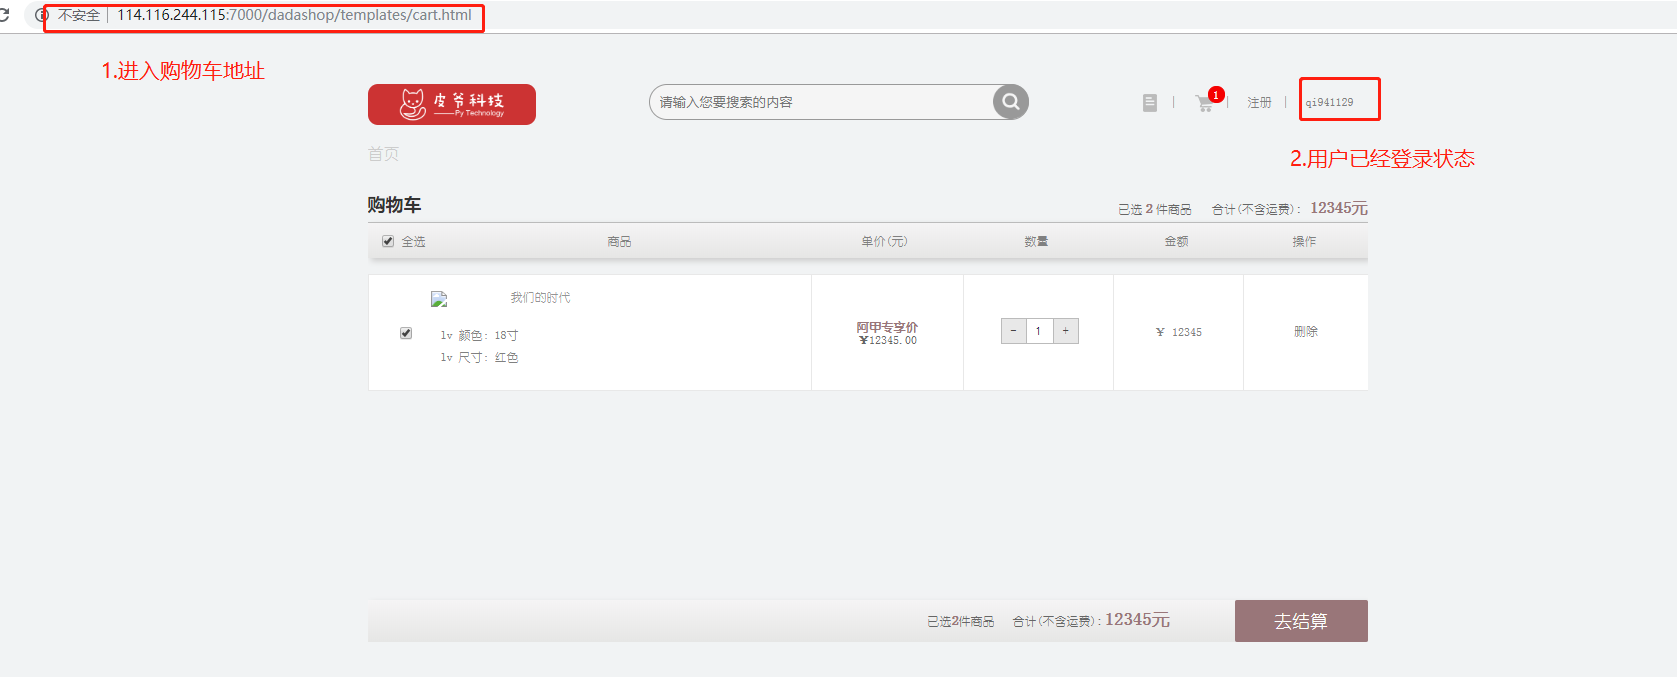 不安全 | 114.116.244.115:7000/dadashop/templates/cart.html
1.进入购物车地址
皮爷科技
Py Technology
请输入您要搜索的内容
1
注册
qi941129
2.用户已经登录状态
首页
购物车
已选 2 件商品 合计(不含运费): 12345元
全选 商品 单价(元) 数量 金额 操作
我们的时代
lv 颜色: 18寸
lv 尺寸: 红色
阿甲专享价
¥12345.00
- 1 +
¥ 12345
删除
已选2件商品 合计(不含运费):12345元
去结算